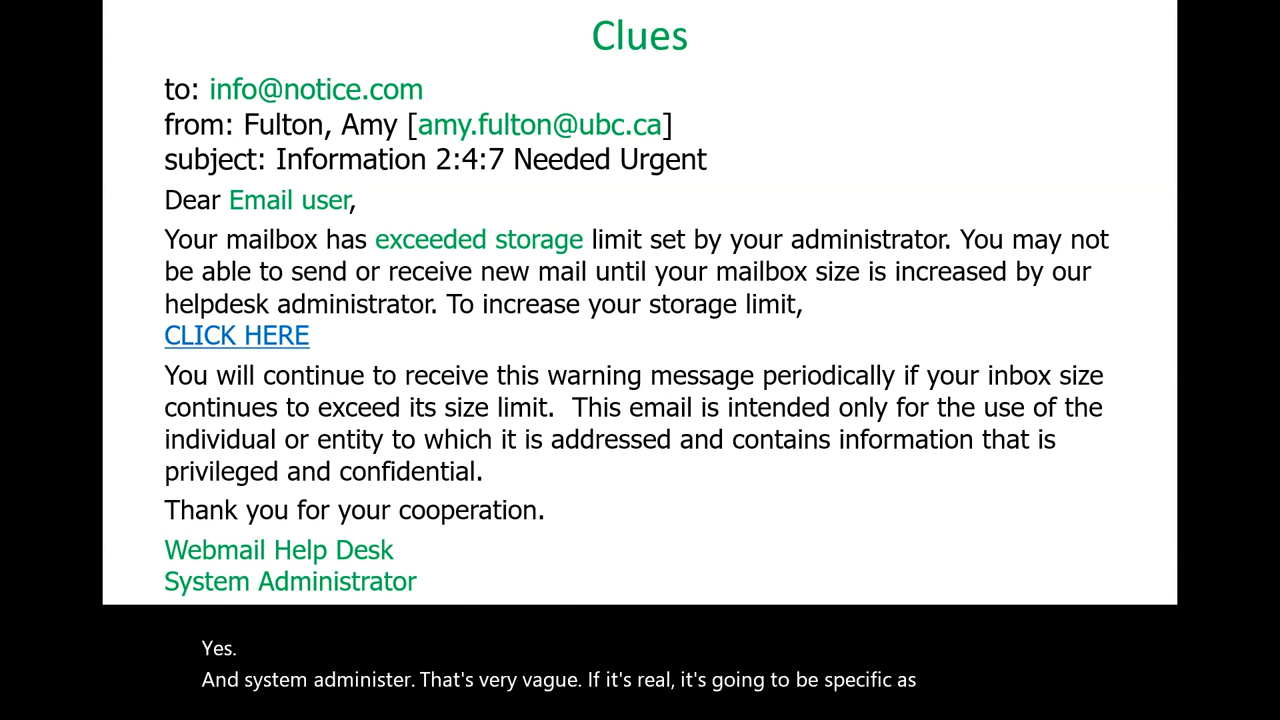 Clues
to: info@notice.com
from: Fulton, Amy [amy.fulton@ubc.ca]
subject: Information 2:4:7 Needed Urgent
Dear Email user,
Your mailbox has exceeded storage limit set by your administrator. You may not
be able to send or receive new mail until your mailbox size is increased by our
helpdesk administrator. To increase your storage limit,
CLICK HERE
You will continue to receive this warning message periodically if your inbox size
continues to exceed its size limit.  This email is intended only for the use of the
individual or entity to which it is addressed and contains information that is
privileged and confidential.
Thank you for your cooperation.
Webmail Help Desk
System Administrator
Yes.
And system administer. That's very vague. If it's real, it's going to be specific as